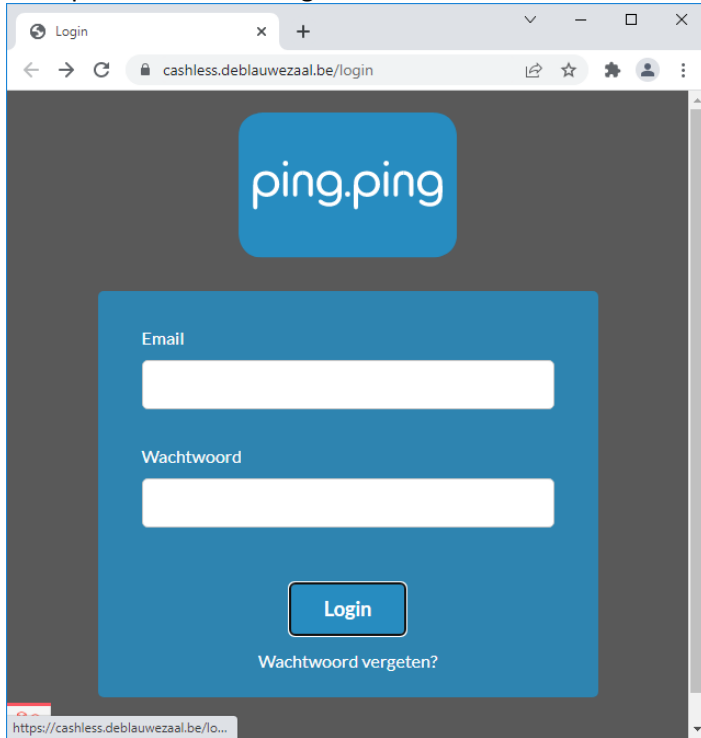 Login
cashless.deblauwezaal.be/login
ping.ping
Email
Wachtwoord
Login
Wachtwoord vergeten?
https://cashless.deblauwezaal.be/lo...